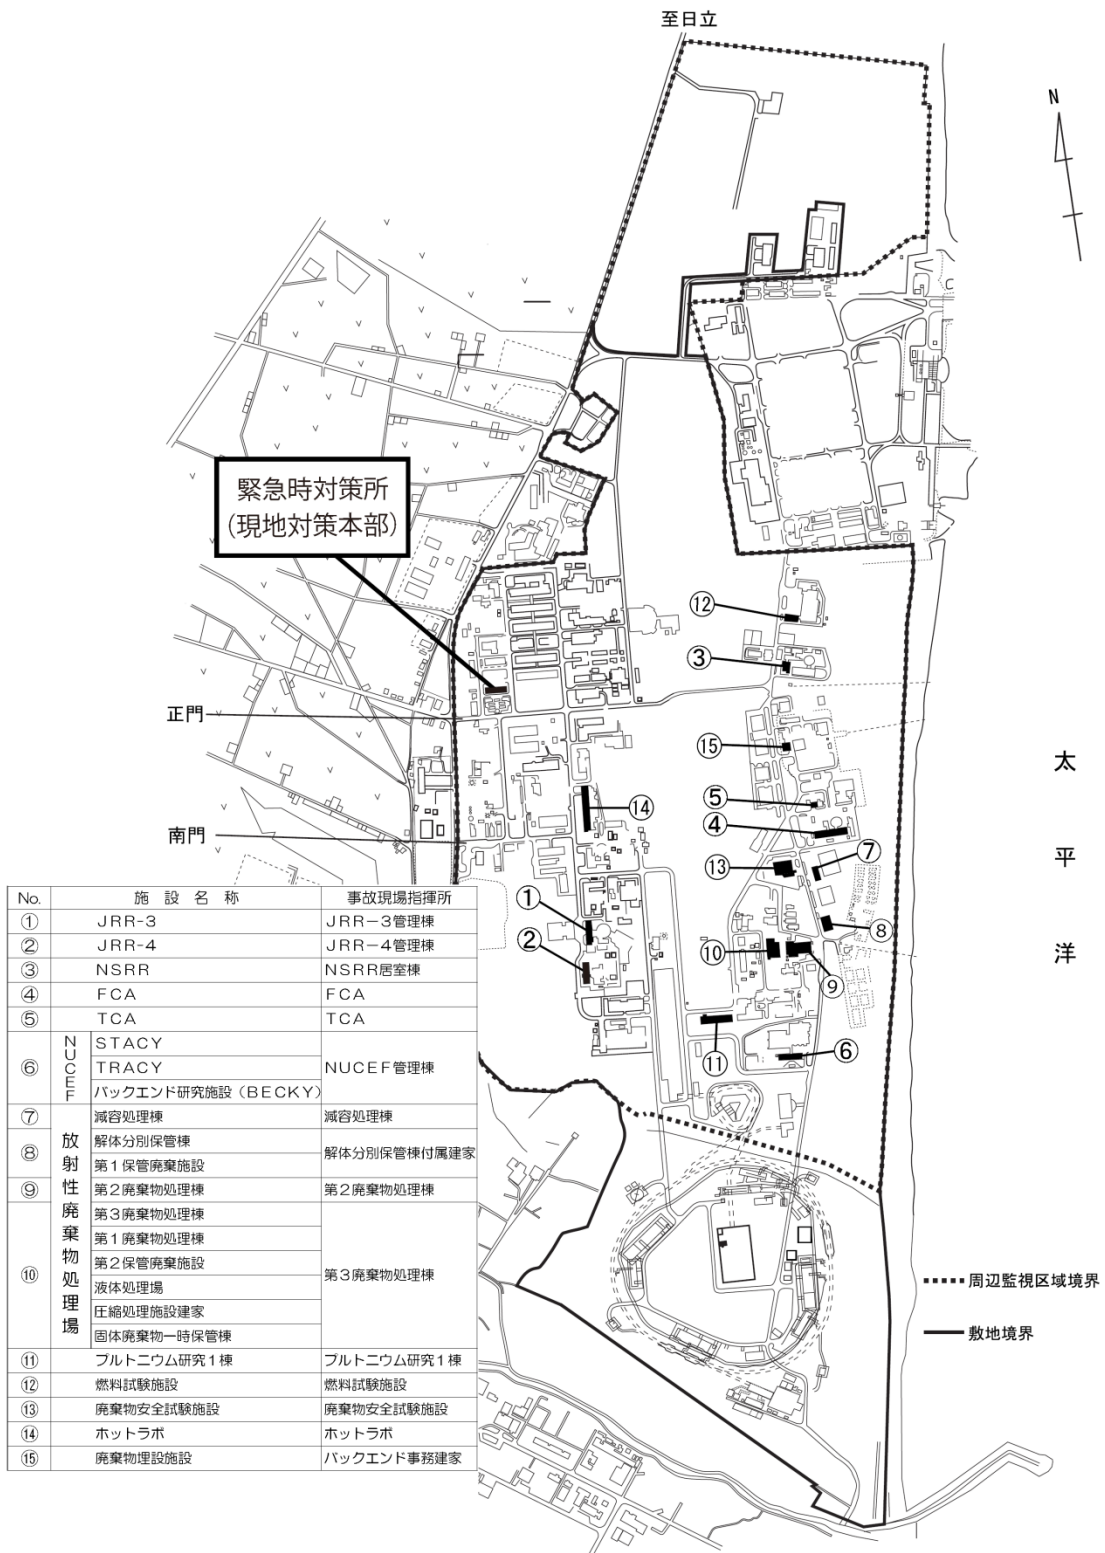 至日立
N
緊急時対策所
(現地対策本部)
⑫
③
正門
⑮
太平洋
⑤
⑭
④
南門
⑦
⑬
①
⑧
②
⑩
⑨
⑪
⑥
No. 施設名称 事故現場指揮所
① JRR-3 JRR-3管理棟
② JRR-4 JRR-4管理棟
③ NSRR NSRR居室棟
④ FCA FCA
⑤ TCA TCA
⑥ NUCEF STACY NUCEF管理棟
TRACY
バックエンド研究施設(BECKY)
放射性廃棄物処理場
⑦ 減容処理棟 減容処理棟
⑧ 解体分別保管棟 解体分別保管棟付属建家
第1保管廃棄施設
⑨ 第2廃棄物処理棟 第2廃棄物処理棟
⑩ 第3廃棄物処理棟 第3廃棄物処理棟
第1廃棄物処理棟
第2保管廃棄施設
液体処理場
圧縮処理施設建家
固体廃棄物一時保管棟
⑪ プルトニウム研究1棟 プルトニウム研究1棟
⑫ 燃料試験施設 燃料試験施設
⑬ 廃棄物安全試験施設 廃棄物安全試験施設
⑭ ホットラボ ホットラボ
⑮ 廃棄物埋設施設 バックエンド事務建家
周辺監視区域境界
敷地境界